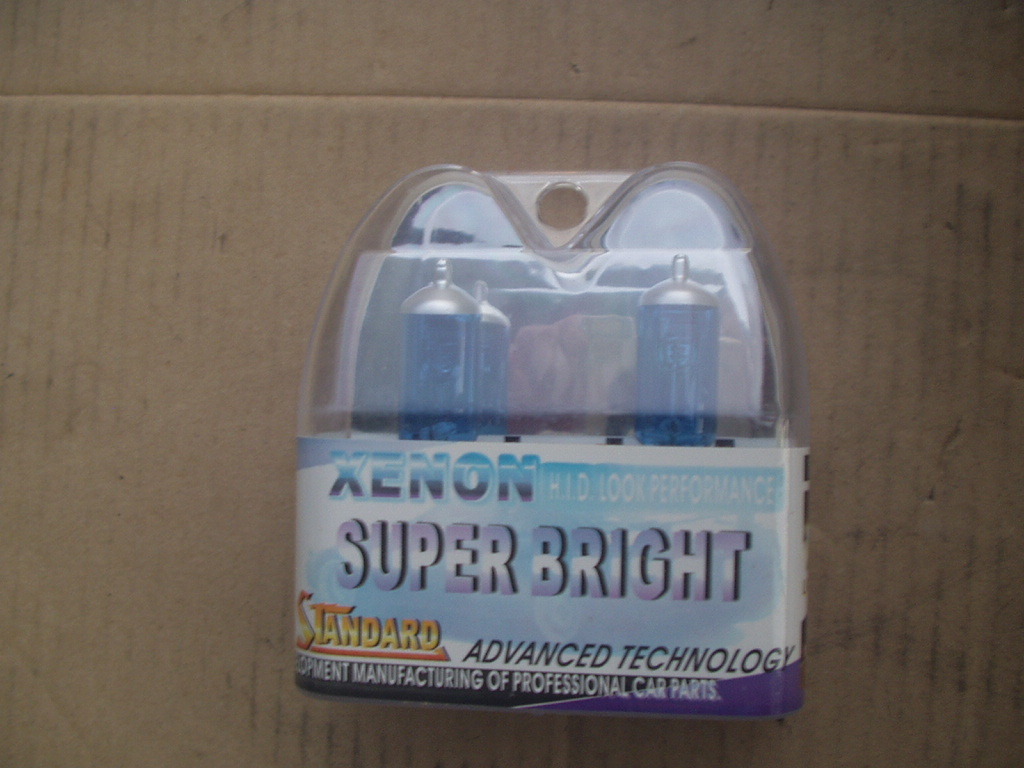 XENON H.I.D. LOOK PERFORMANCE
SUPER BRIGHT
STANDARD
ADVANCED TECHNOLOGY
MANUFACTURING OF PROFESSIONAL CAR PARTS.